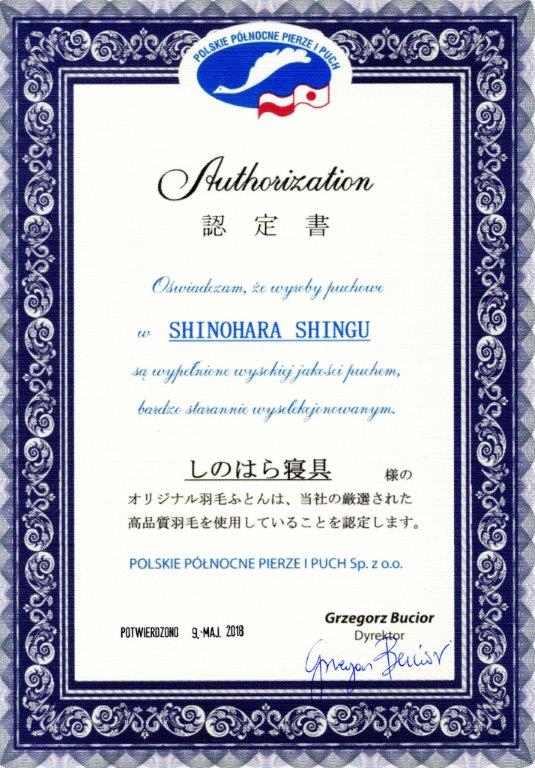 POLSKIE PÓŁNOCNE PIERZE I PUCH
Authorization
認定書
Oświadczam, że wyroby puchowe
w SHINOHARA SHINGU
są wypełnione wysokiej jakości puchem,
bardzo starannie wyselekcjonowanym.
しのはら寝具 様の
オリジナル羽毛ふとんは、当社の厳選された
高品質羽毛を使用していることを認定します。
POLSKIE PÓŁNOCNE PIERZE I PUCH Sp. z o.o.
Grzegorz Bucior
POTWIERDZONO 9. MAJ. 2018
Dyrektor
Grzegorz Bucior